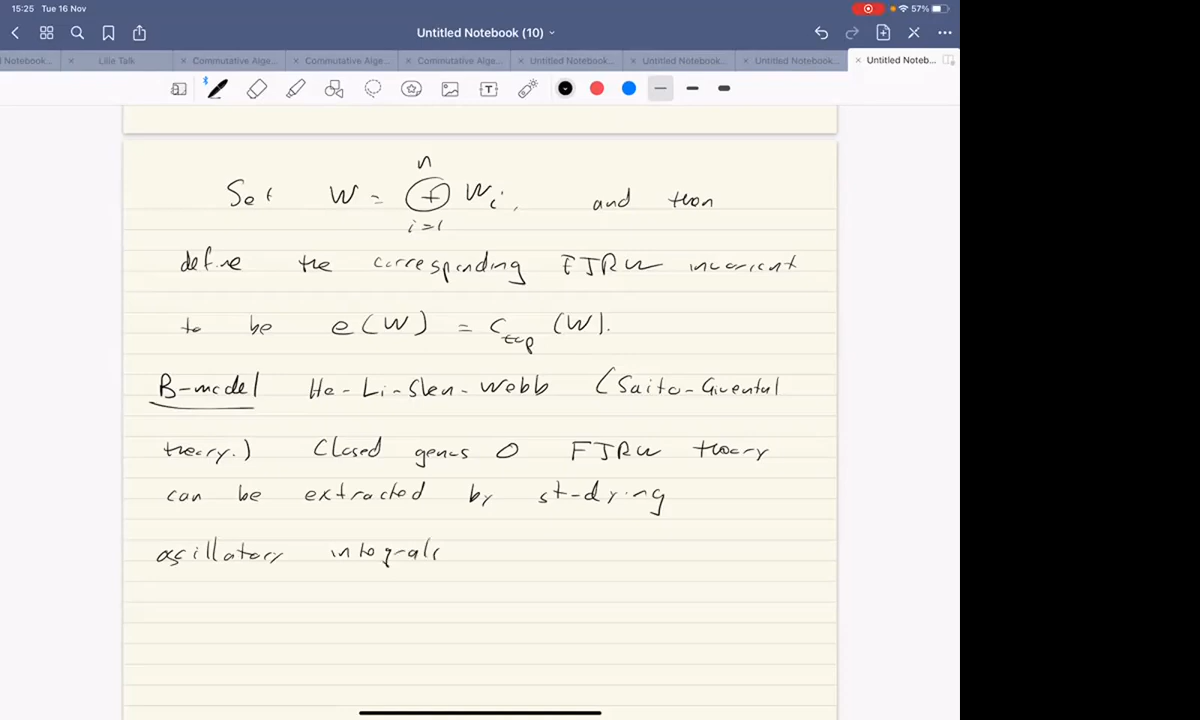 15:25 Tue 16 Nov
57%
Untitled Notebook (10)
l Notebook... Lille Talk Commutative Alge... Commutative Alge... Commutative Alge... Untitled Notebook... Untitled Notebook... Untitled Notebook... Untitled Noteb...
Set W = ⊕ᵢ₌₁ⁿ Wᵢ, and then
define the corresponding FJRW invariant
to be e(W) = c_top (W).
B-model He-Li-Shen-Webb (Saito-Givental
theory.) Closed genus 0 FJRW theory
can be extracted by studying
oscillatory integrals